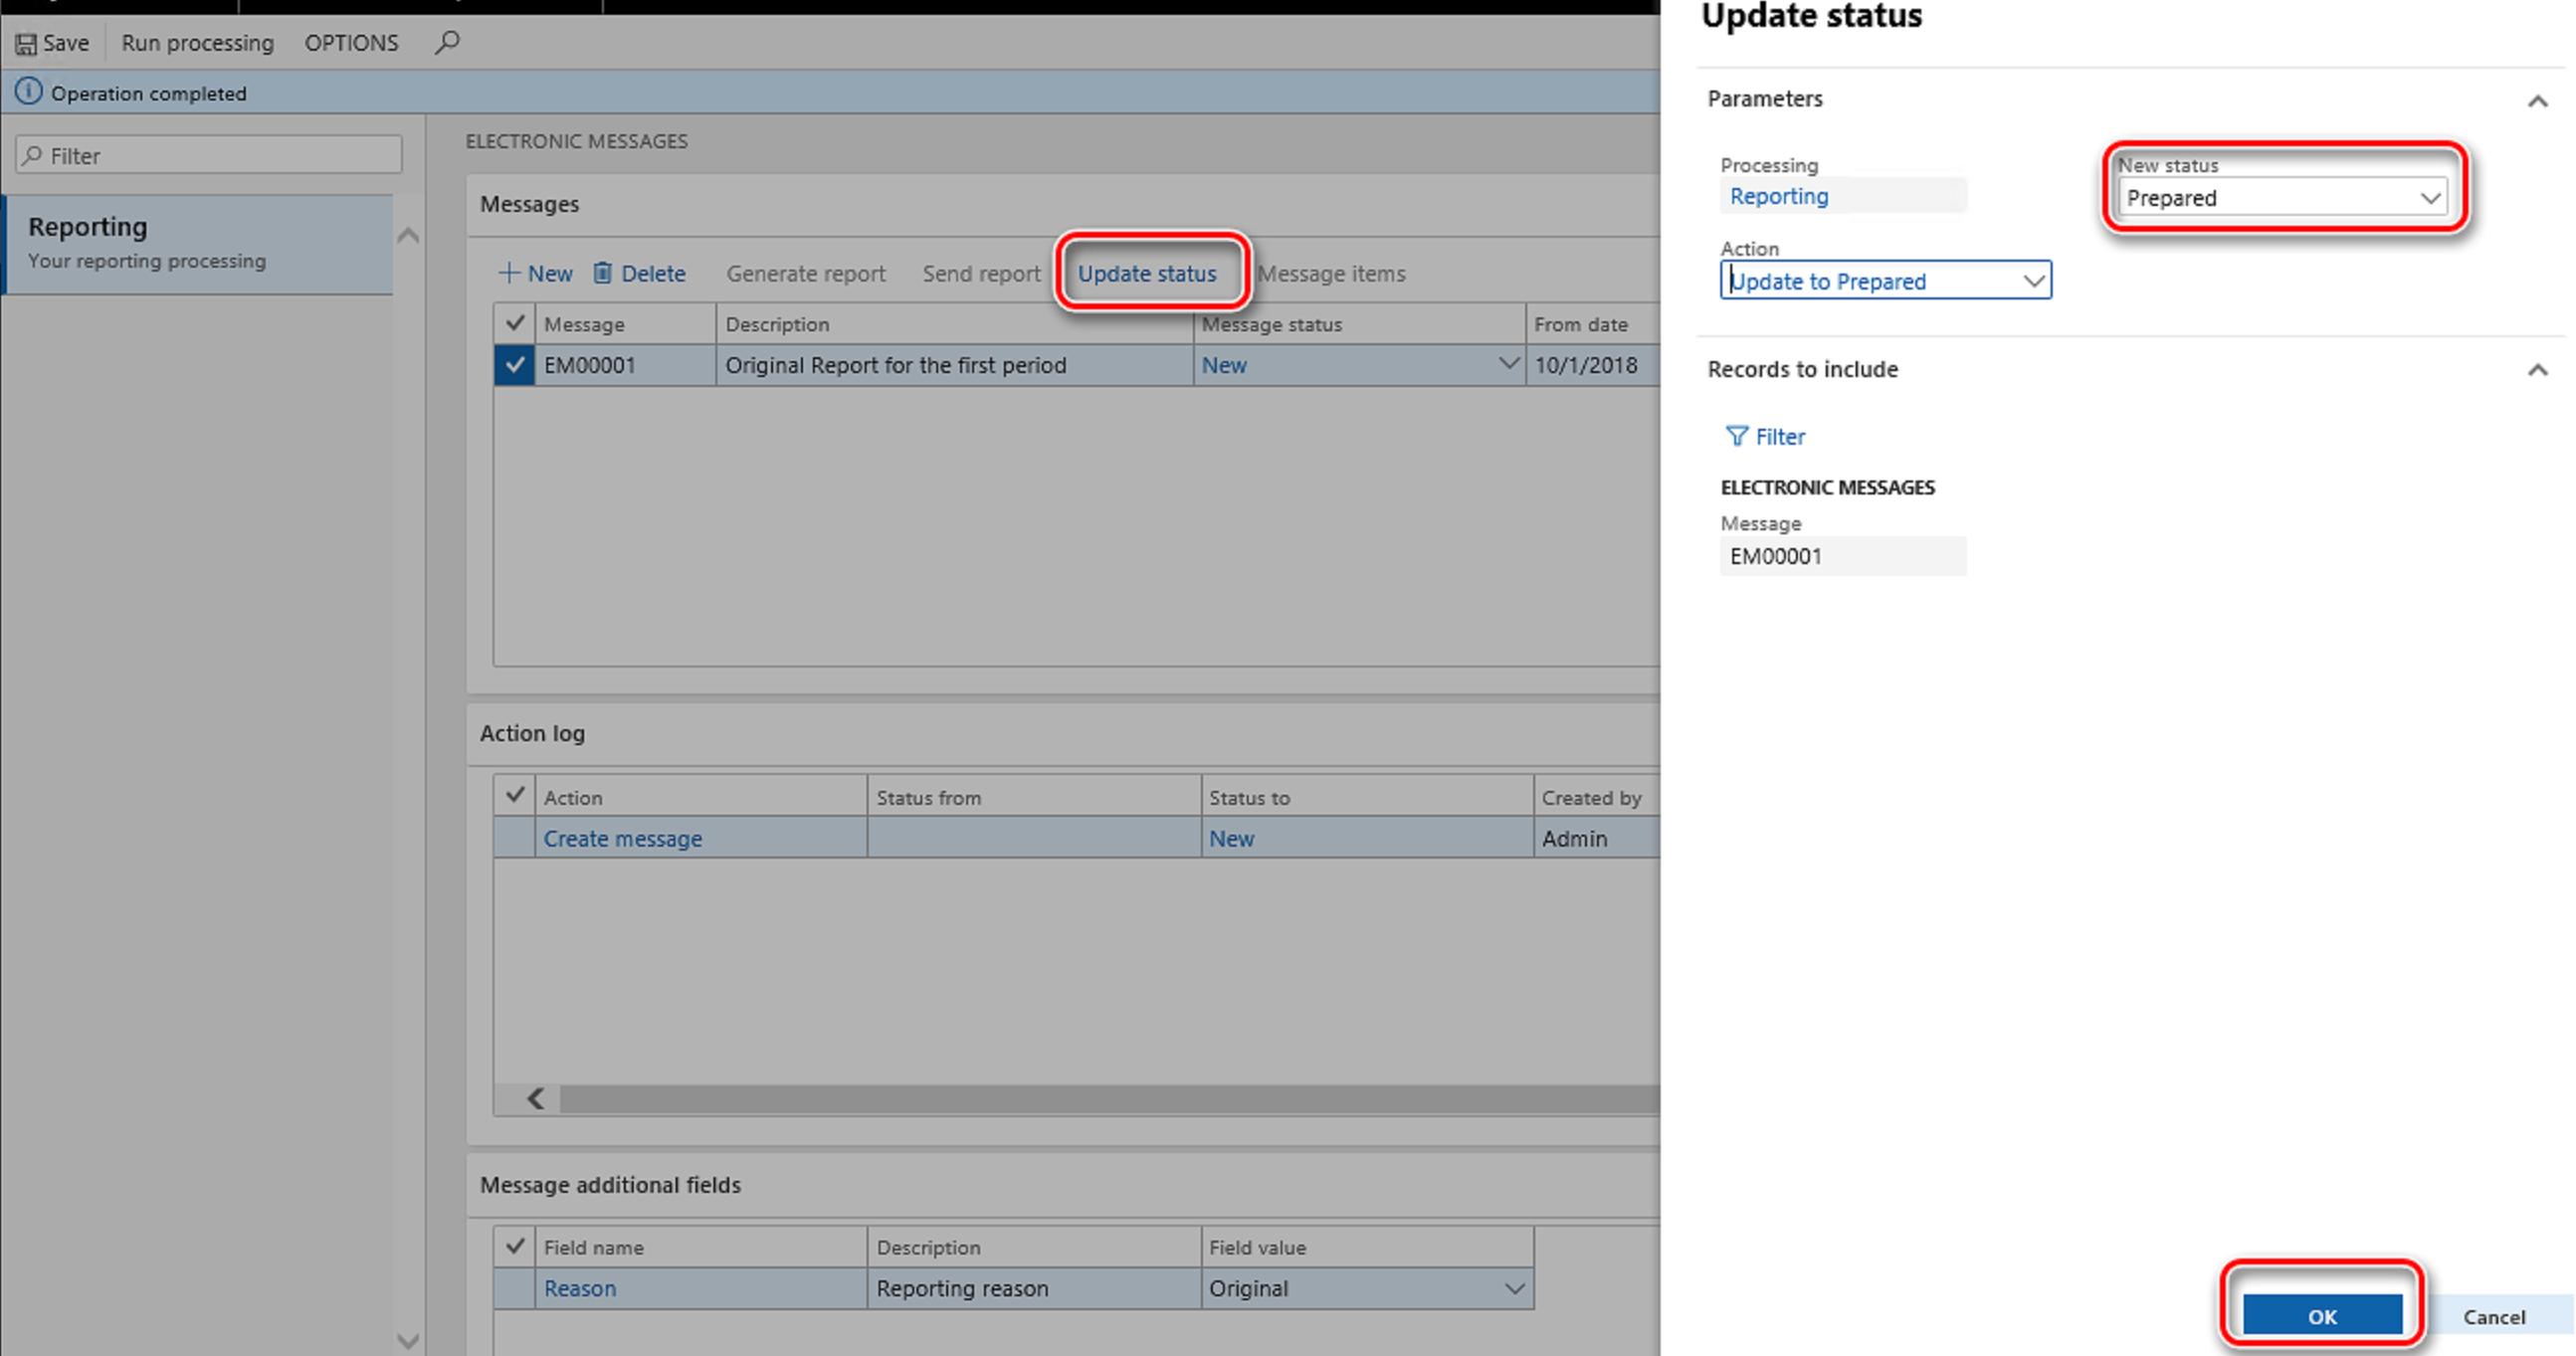 Save Run processing OPTIONS
Operation completed
Filter
Reporting
Your reporting processing
ELECTRONIC MESSAGES
Messages
New Delete Generate report Send report Update status Message items
Message Description Message status From date
EM00001 Original Report for the first period New 10/1/2018
Action log
Action Status from Status to Created by
Create message New Admin
Message additional fields
Field name Description Field value
Reason Reporting reason Original
Update status
Parameters
Processing
Reporting
New status
Prepared
Action
Update to Prepared
Records to include
Filter
ELECTRONIC MESSAGES
Message
EM00001
OK Cancel